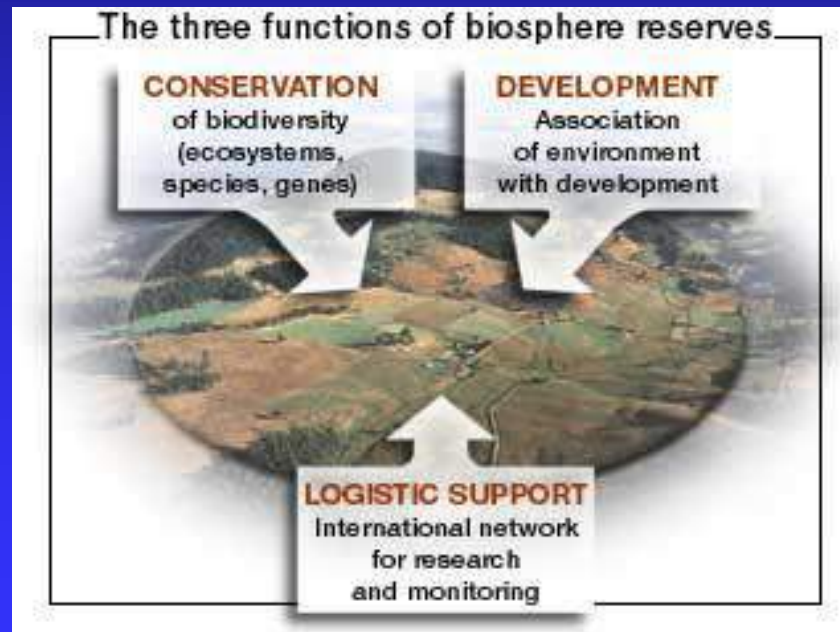 The three functions of biosphere reserves
CONSERVATION
of biodiversity
(ecosystems,
species, genes)
DEVELOPMENT
Association
of environment
with development
LOGISTIC SUPPORT
International network
for research
and monitoring